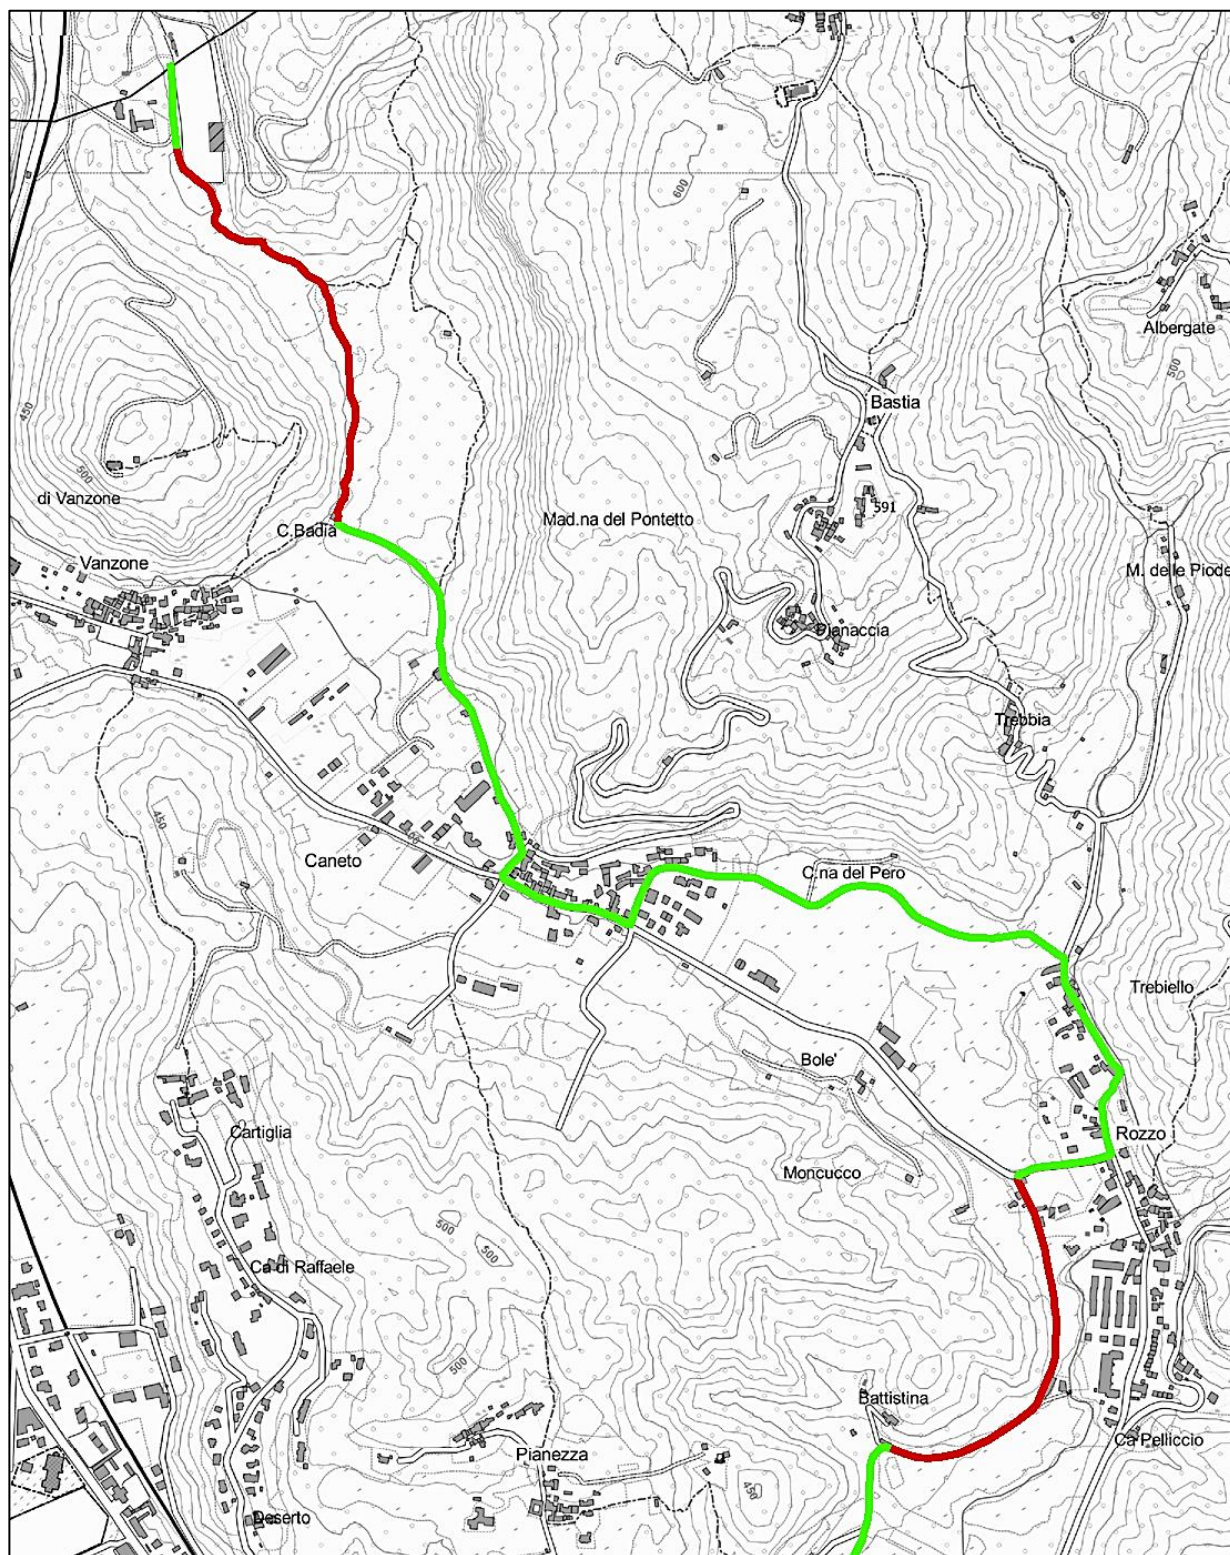 600
Albergate
500
450
Bastia
500
di Vanzone
591
Mad.na del Pontetto
C.Badia
Vanzone
M. delle Piode
Pianaccia
Trebbia
450
Caneto
C.na del Pero
Trebiello
Bole'
Cartiglia
Rozzo
Moncucco
500
500
Ca di Raffaele
500
Battistina
Pianezza
Ca Pelliccio
450
Deserto